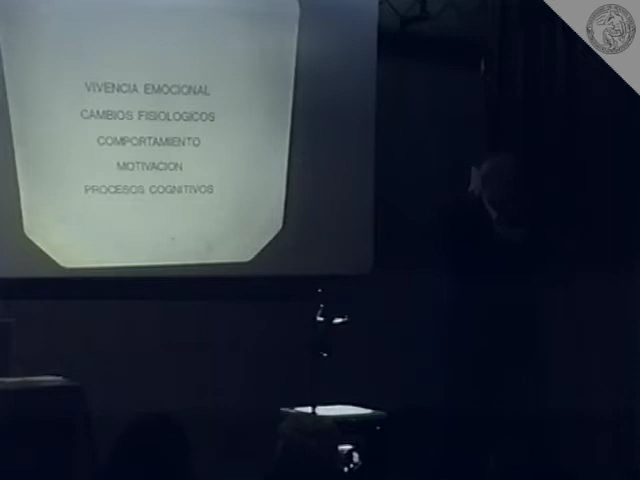 VIVENCIA EMOCIONAL
CAMBIOS FISIOLOGICOS
COMPORTAMIENTO
MOTIVACION
PROCESOS COGNITIVOS